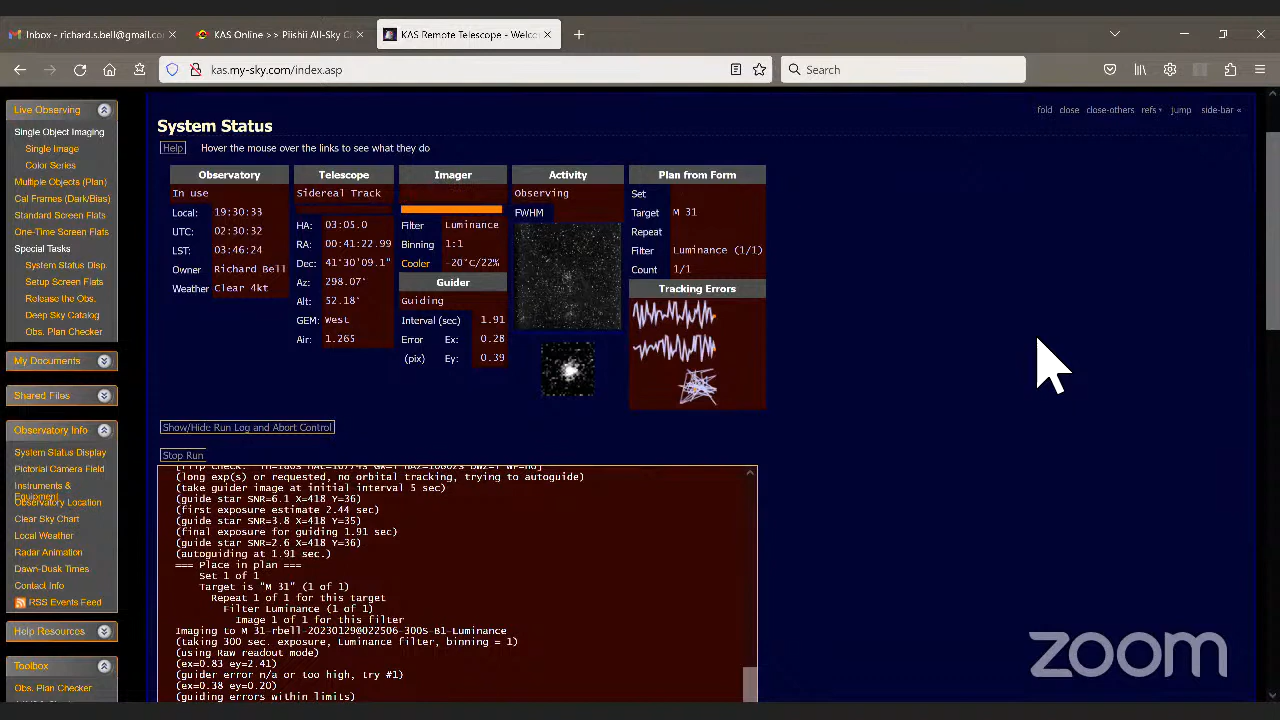 Inbox - richard.s.bell@gmail.co
KAS Online >> Piishii All-Sky C
KAS Remote Telescope - Welco
kas.my-sky.com/index.asp
Search
Live Observing
Single Object Imaging
Single Image
Color Series
Multiple Objects (Plan)
Cal Frames (Dark/Bias)
Standard Screen Flats
One-Time Screen Flats
Special Tasks
System Status Disp.
Setup Screen Flats
Release the Obs.
Deep Sky Catalog
Obs. Plan Checker
My Documents
Shared Files
Observatory Info
System Status Display
Pictorial Camera Field
Instruments &
Equipment
Observatory Location
Clear Sky Chart
Local Weather
Radar Animation
Dawn-Dusk Times
Contact Info
RSS Events Feed
Help Resources
Toolbox
Obs. Plan Checker
fold close close-others refs jump side-bar «
System Status
Help Hover the mouse over the links to see what they do
Observatory
In use
Local: 19:30:33
UTC: 02:30:32
LST: 03:46:24
Owner Richard Bell
Weather Clear 4kt
Telescope
Sidereal Track
HA: 03:05.0
RA: 00:41:22.99
Dec: 41°30'09.1"
Az: 298.07°
Alt: 52.18°
GEM: West
Air: 1.265
Imager
Filter Luminance
Binning 1:1
Cooler -20°C/22%
Guider
Guiding
Interval (sec) 1.91
Error Ex: 0.28
(pix) Ey: 0.39
Activity
Observing
FWHM
Plan from Form
Set
Target M 31
Repeat
Filter Luminance (1/1)
Count 1/1
Tracking Errors
Show/Hide Run Log and Abort Control
Stop Run
(long exp(s) or requested, no orbital tracking, trying to autoguide)
(take guider image at initial interval 5 sec)
(guide star SNR=6.1 X=418 Y=36)
(first exposure estimate 2.44 sec)
(guide star SNR=3.8 X=418 Y=35)
(final exposure for guiding 1.91 sec)
(guide star SNR=2.6 X=418 Y=36)
(autoguiding at 1.91 sec.)
=== Place in plan ===
Set 1 of 1
Target is "M 31" (1 of 1)
Repeat 1 of 1 for this target
Filter Luminance (1 of 1)
Image 1 of 1 for this filter
Imaging to M 31-rbell-20230129@022506-300S-B1-Luminance
(taking 300 sec. exposure, Luminance filter, binning = 1)
(using Raw readout mode)
(ex=0.83 ey=2.41)
(guider error n/a or too high, try #1)
(ex=0.38 ey=0.20)
(guiding errors within limits)
zoom